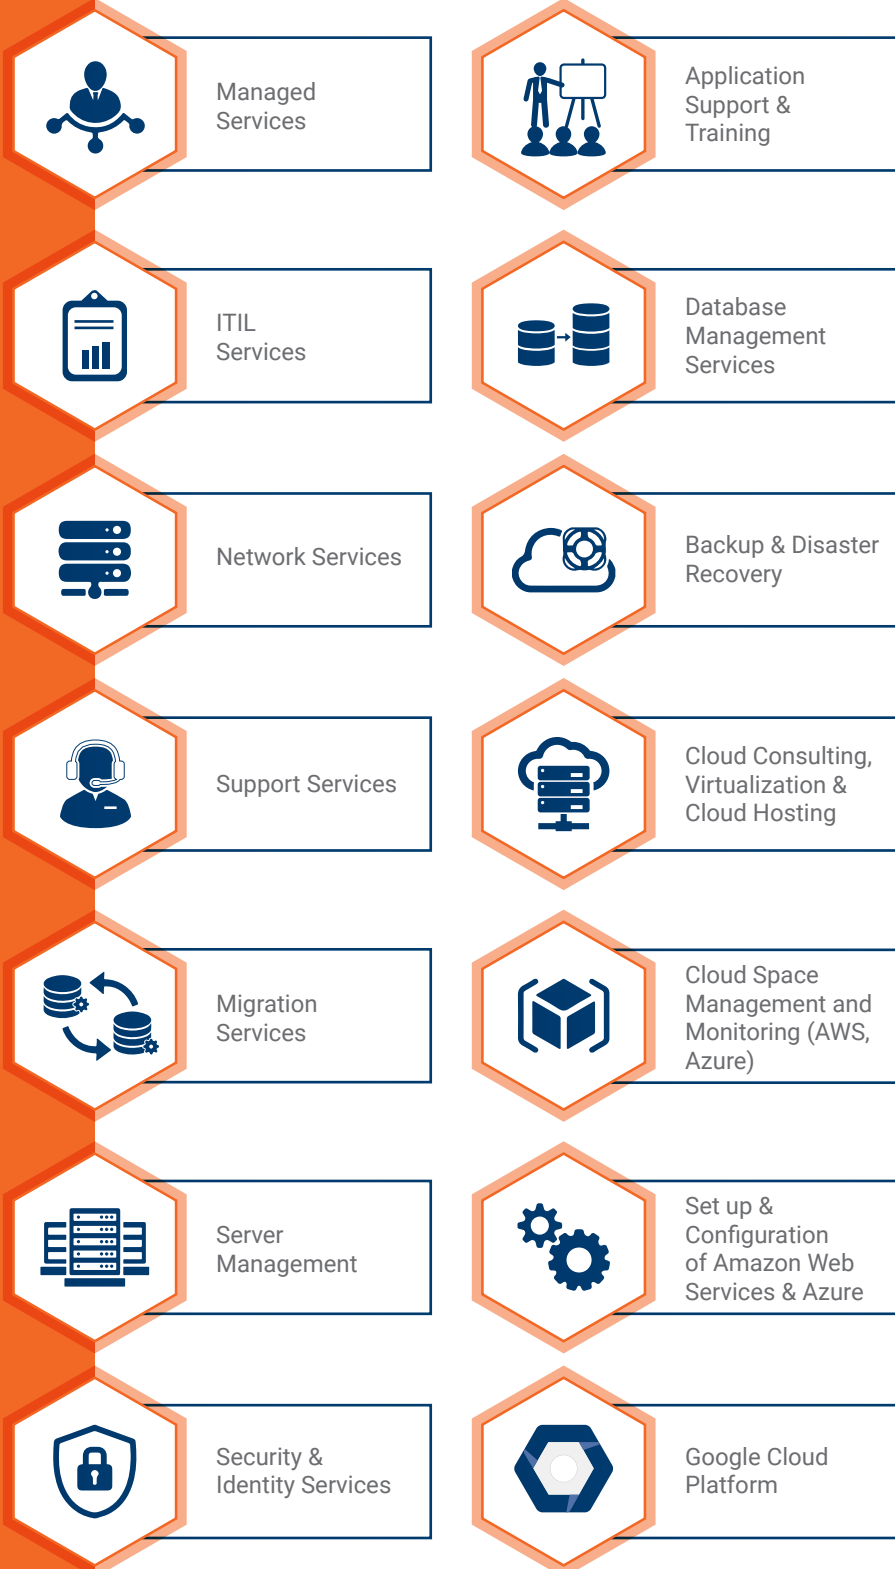 Managed
Services
Application
Support &
Training
ITIL
Services
Database
Management
Services
Network Services
Backup & Disaster
Recovery
Support Services
Cloud Consulting,
Virtualization &
Cloud Hosting
Migration
Services
Cloud Space
Management and
Monitoring (AWS,
Azure)
Server
Management
Set up &
Configuration
of Amazon Web
Services & Azure
Security &
Identity Services
Google Cloud
Platform